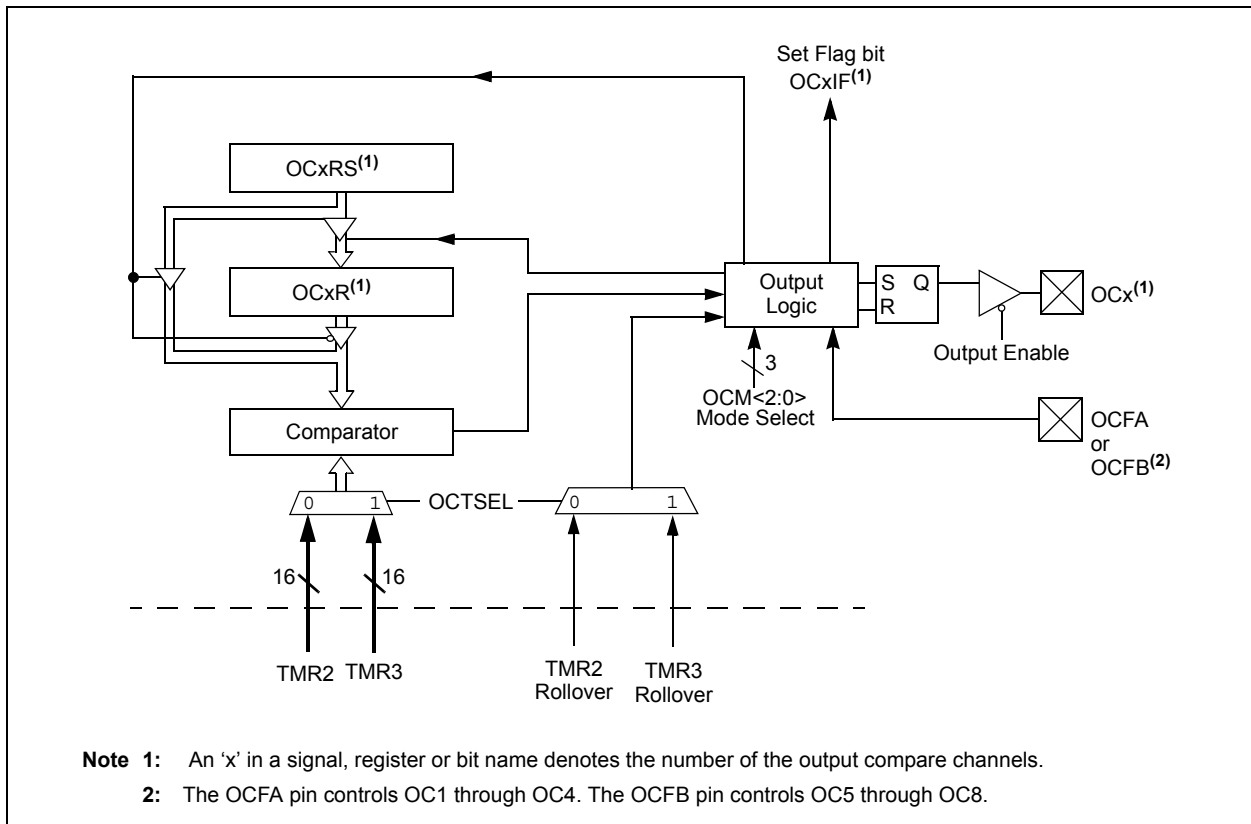 Set Flag bit
OCxIF(1)
OCxRS(1)
OCxR(1)
Output
Logic
S Q
R
OCx(1)
Output Enable
3
OCM<2:0>
Mode Select
Comparator
OCFA
or
OCFB(2)
0 1
OCTSEL
0 1
16
16
TMR2
TMR3
TMR2
Rollover
TMR3
Rollover
Note 1: An ‘x’ in a signal, register or bit name denotes the number of the output compare channels.
2: The OCFA pin controls OC1 through OC4. The OCFB pin controls OC5 through OC8.